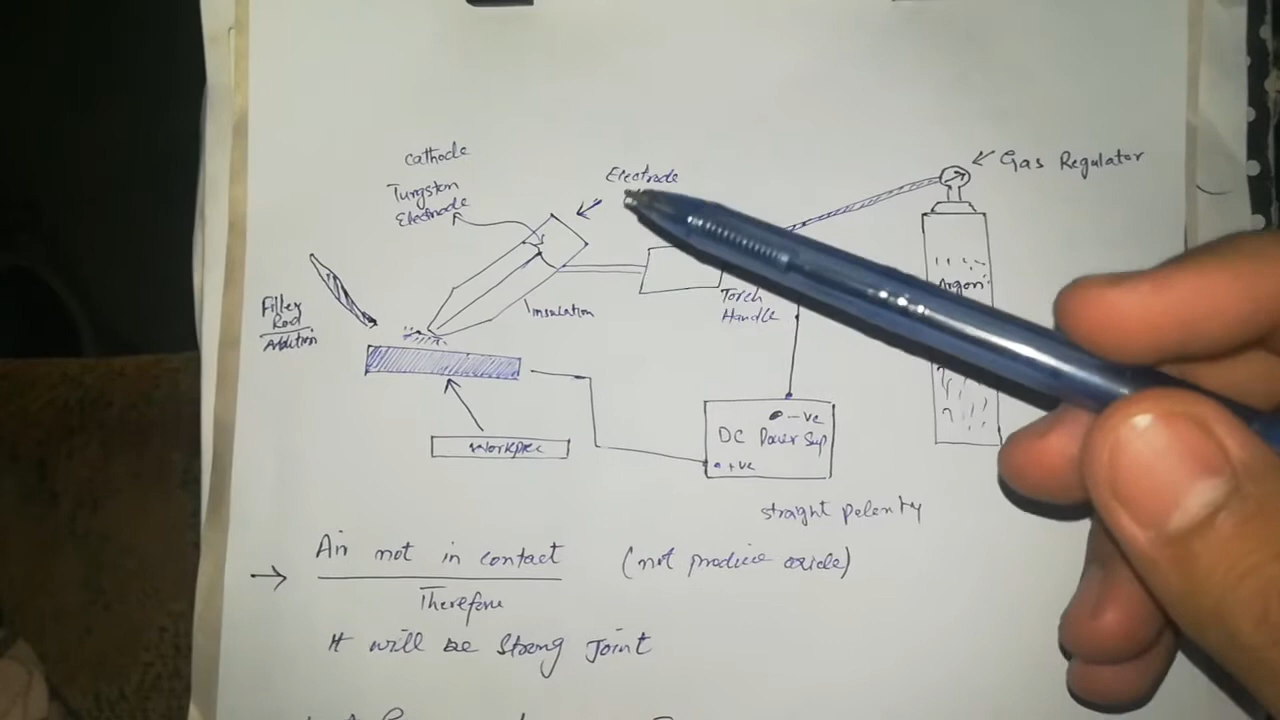 Cathode
Tungston
Electrode
Electrode
Gas Regulator
Argon
Filler
Rod
Addition
Insulation
Torch
Handle
Workpiec
-ve
DC Power Sup
+ve
straight polarity
Air not in contact (not produce oxide)
Therefore
It will be strong Joint